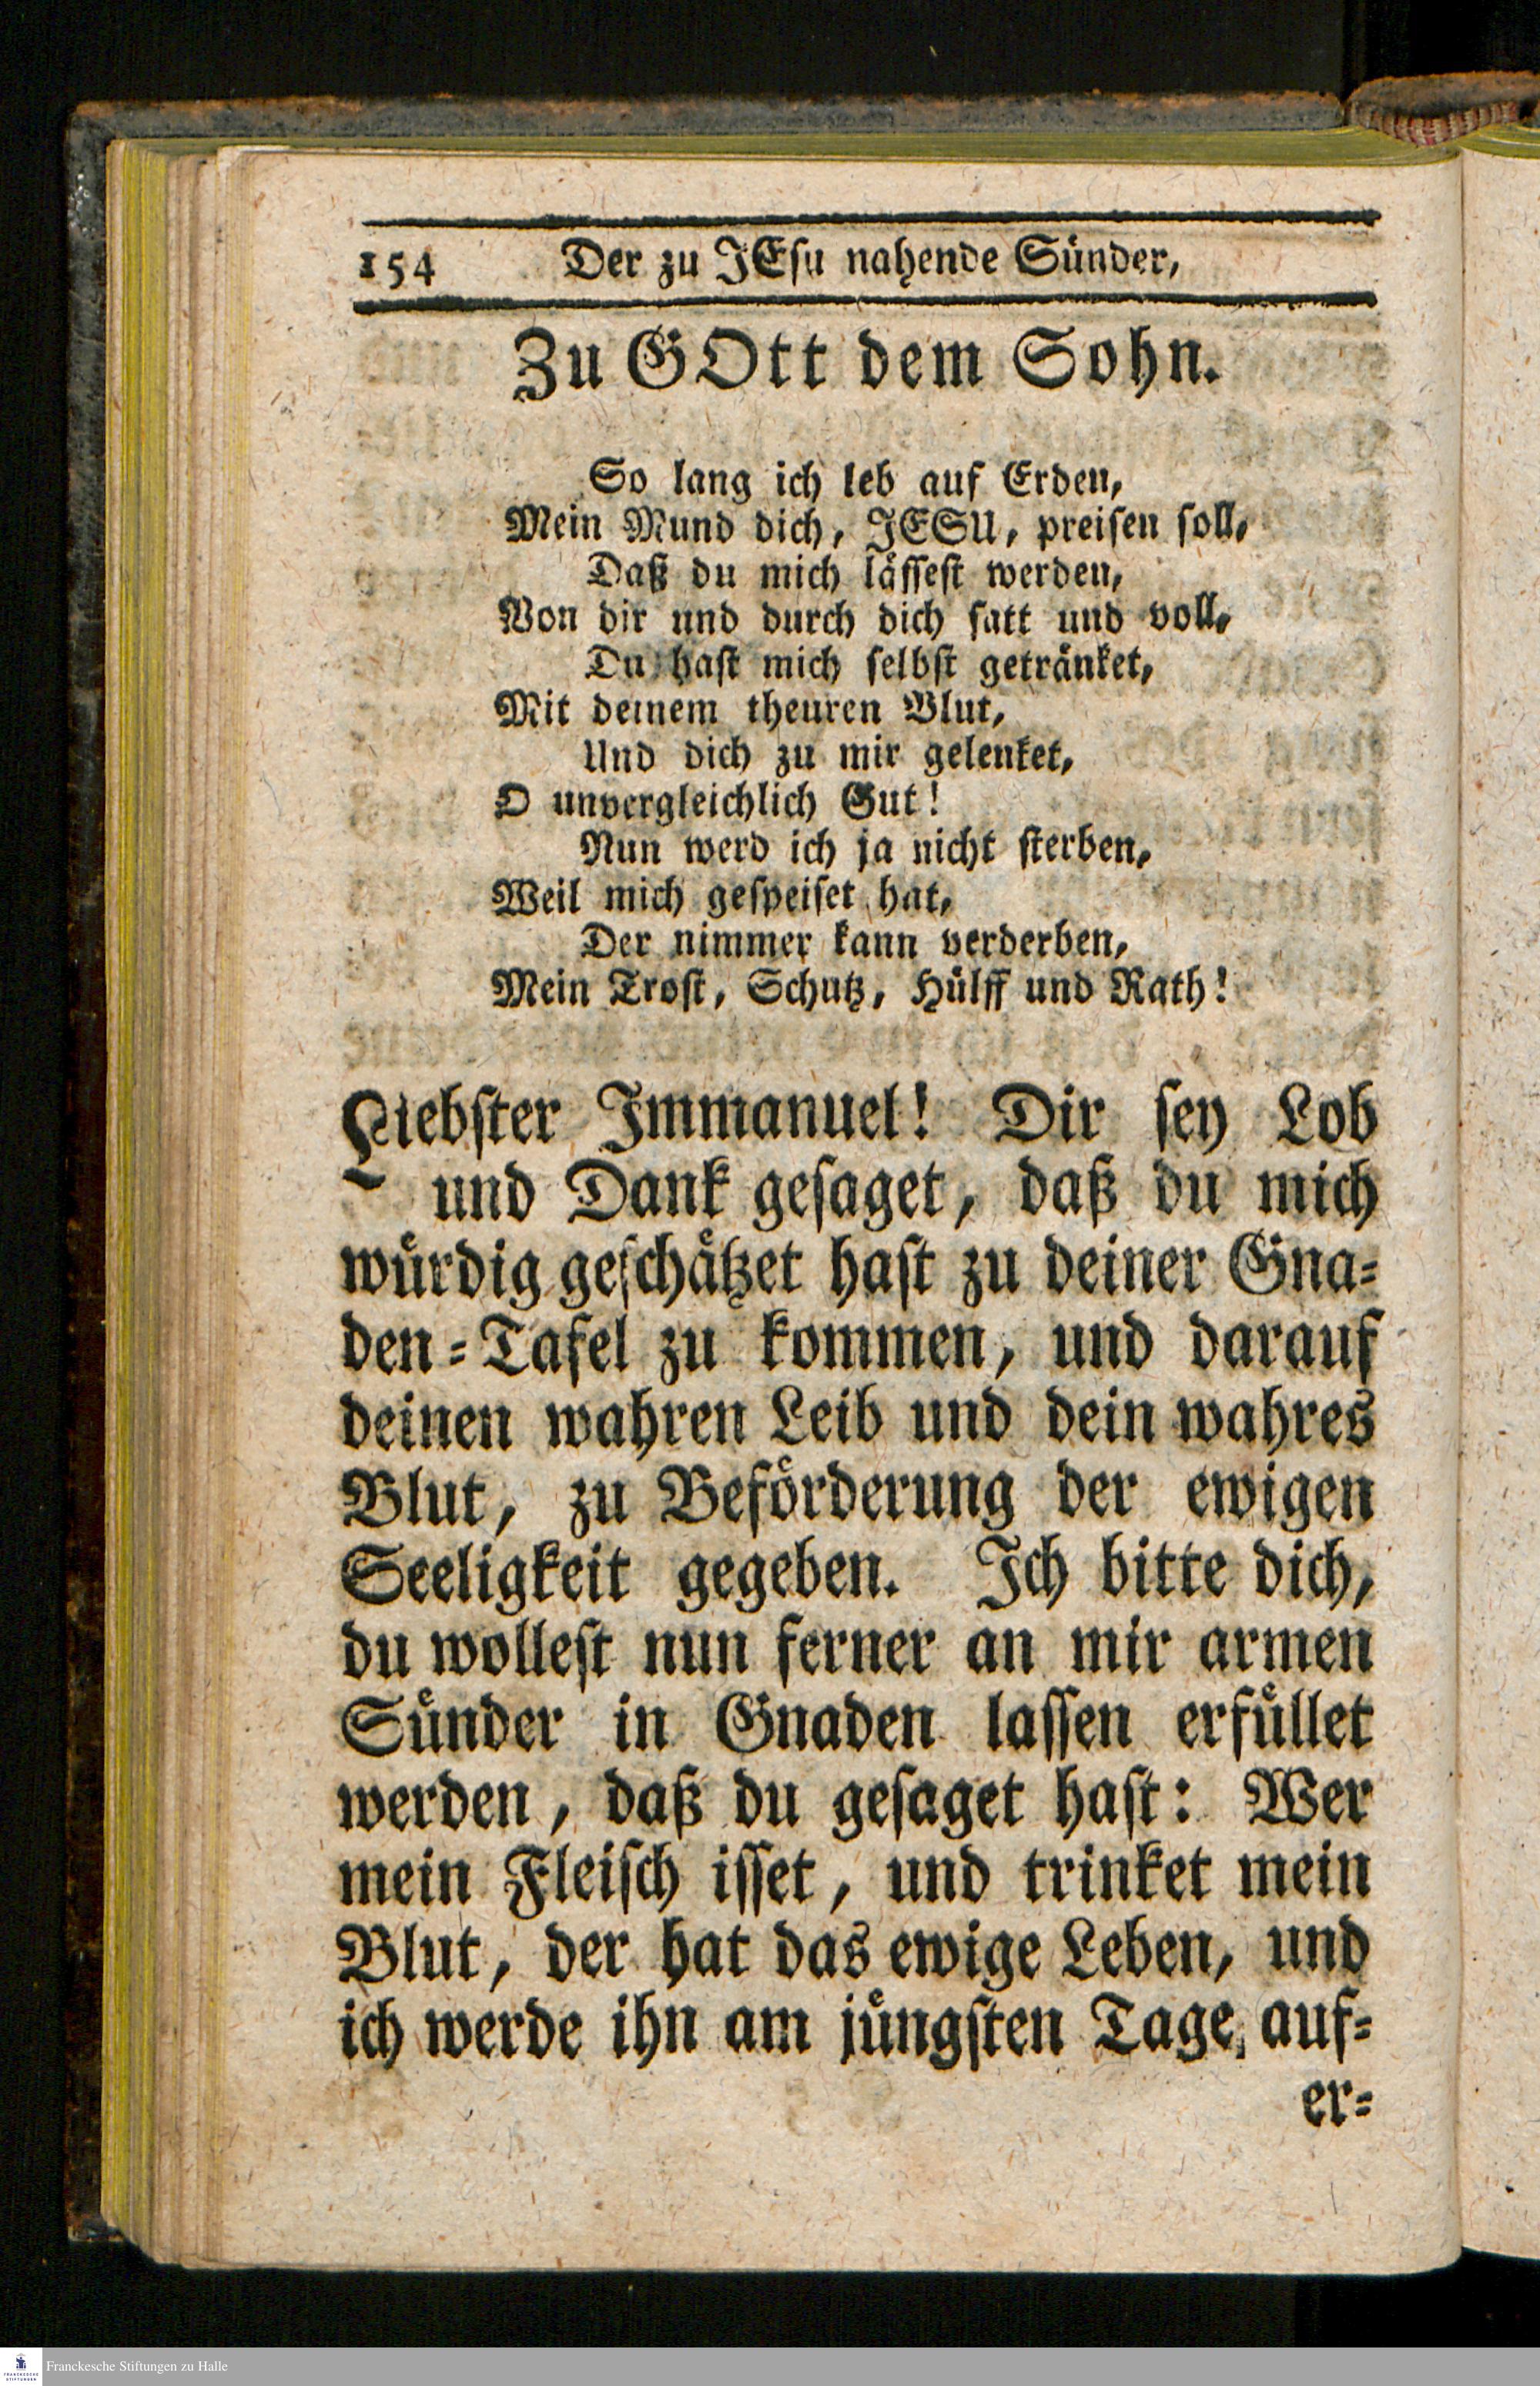 154 Der zu JEsu nahende Sünder,
Zu GOtt dem Sohn.
So lang ich leb auf Erden,
Mein Mund dich, JESU, preisen soll,
Daß du mich lässest werden,
Von dir und durch dich satt und voll,
Du hast mich selbst getränket,
Mit deinem theuren Blut,
Und dich zu mir gelenket,
O unvergleichlich Gut!
Nun werd ich ja nicht sterben,
Weil mich gespeiset hat,
Der nimmer kann verderben,
Mein Trost, Schutz, Hülff und Rath!
Liebster Immanuel! Dir sey Lob
und Dank gesaget, daß du mich
würdig geschätzet hast zu deiner Gna-
den-Tafel zu kommen, und darauf
deinen wahren Leib und dein wahres
Blut, zu Beförderung der ewigen
Seeligkeit gegeben. Ich bitte dich,
du wollest nun ferner an mir armen
Sünder in Gnaden lassen erfüllet
werden, daß du gesaget hast: Wer
mein Fleisch isset, und trinket mein
Blut, der hat das ewige Leben, und
ich werde ihn am jüngsten Tage auf-
er-
FRANCKESCHE
STIFTUNGEN
Franckesche Stiftungen zu Halle